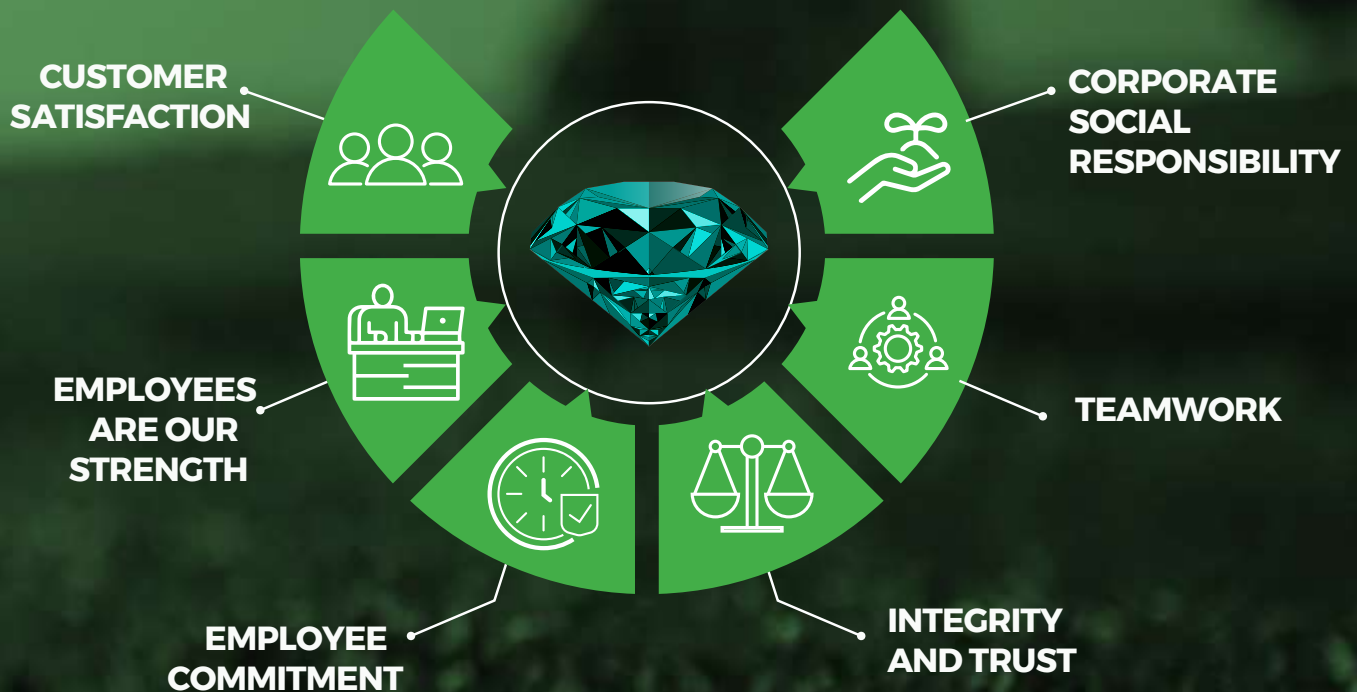 CUSTOMER
SATISFACTION
EMPLOYEES
ARE OUR
STRENGTH
EMPLOYEE
COMMITMENT
INTEGRITY
AND TRUST
TEAMWORK
CORPORATE
SOCIAL
RESPONSIBILITY